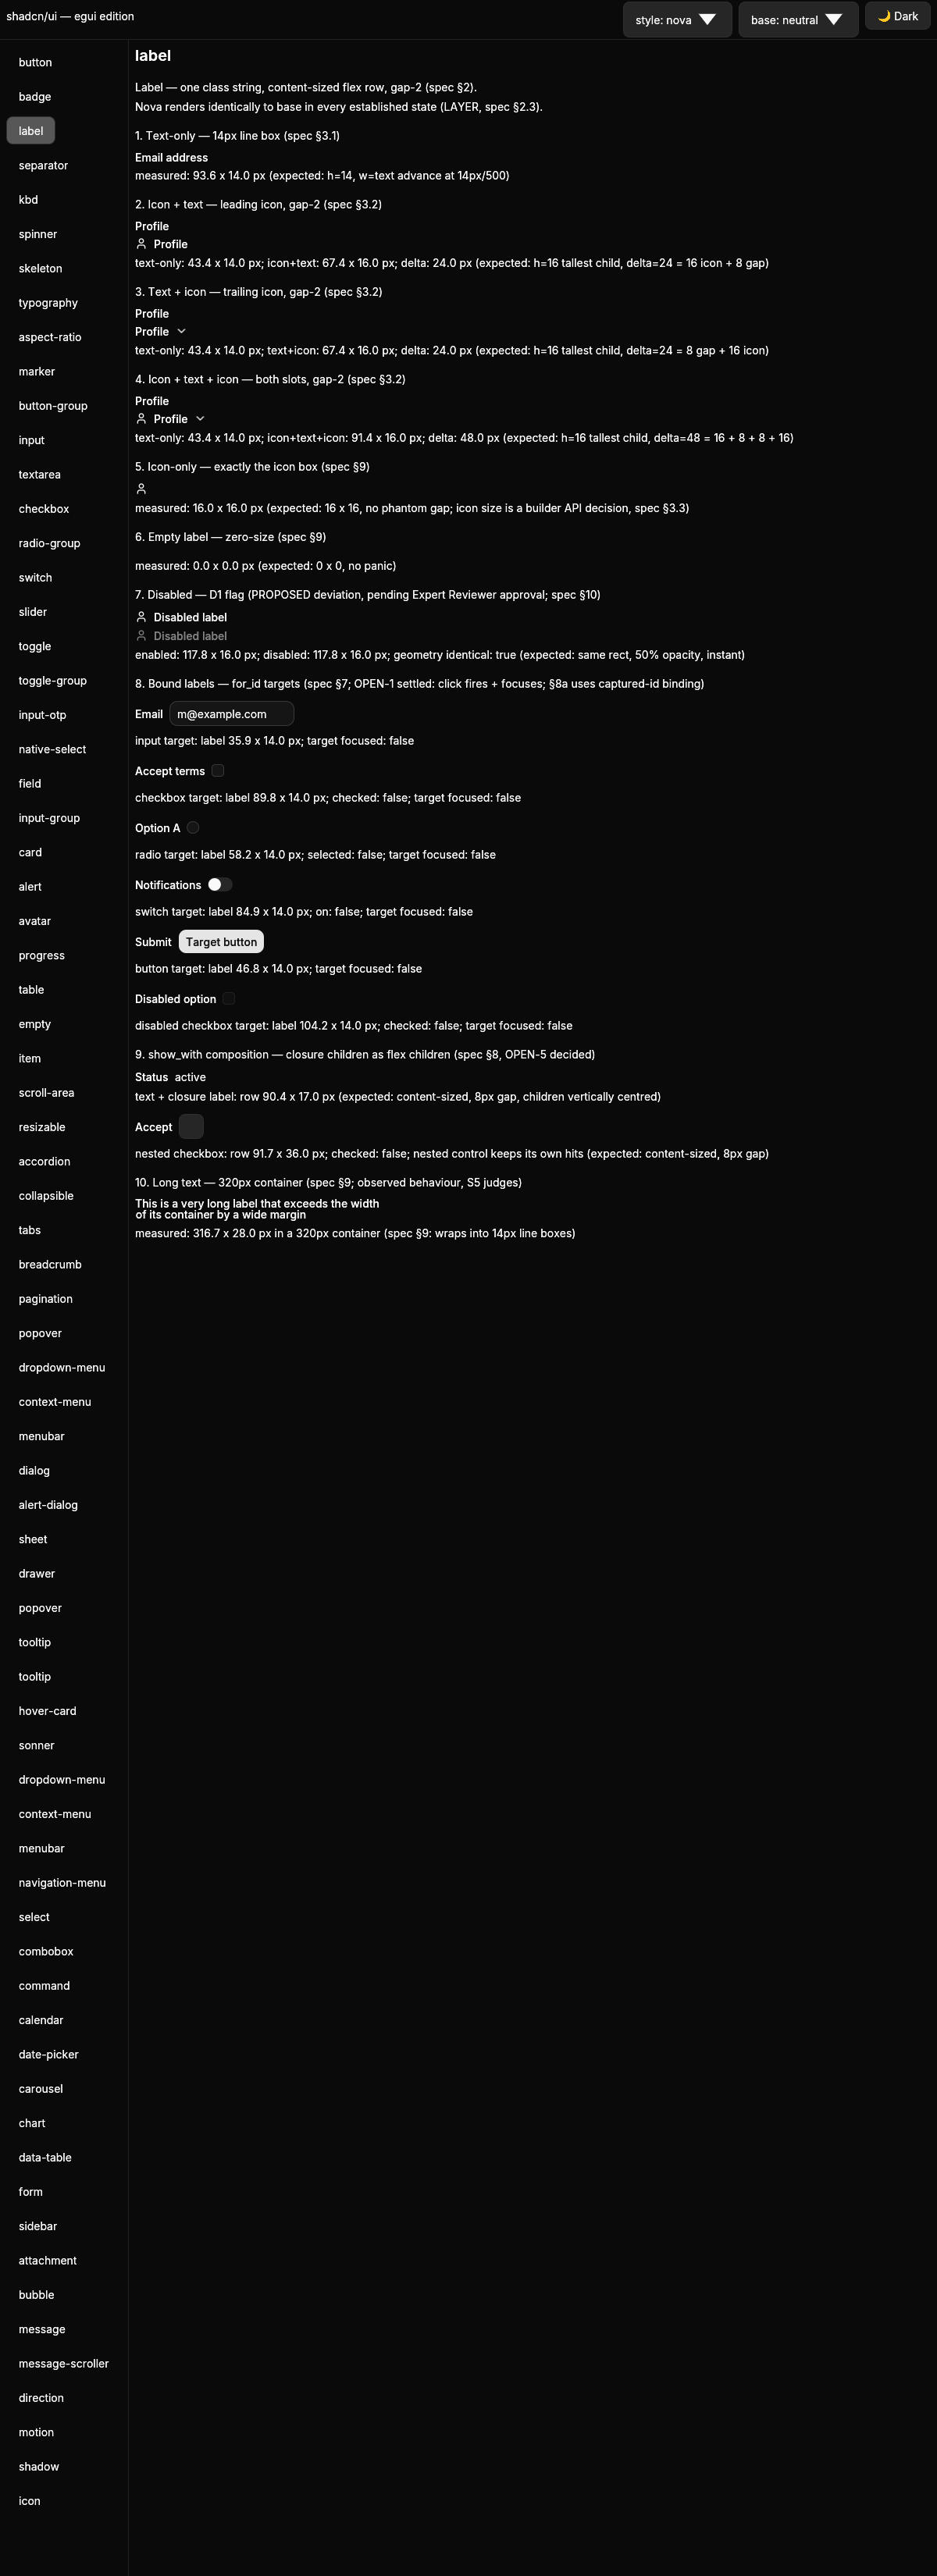 shadcn/ui — egui edition
style: nova
base: neutral
🌙 Dark
button
badge
label
separator
kbd
spinner
skeleton
typography
aspect-ratio
marker
button-group
input
textarea
checkbox
radio-group
switch
slider
toggle
toggle-group
input-otp
native-select
field
input-group
card
alert
avatar
progress
table
empty
item
scroll-area
resizable
accordion
collapsible
tabs
breadcrumb
pagination
popover
dropdown-menu
context-menu
menubar
dialog
alert-dialog
sheet
drawer
popover
tooltip
tooltip
hover-card
sonner
dropdown-menu
context-menu
menubar
navigation-menu
select
combobox
command
calendar
date-picker
carousel
chart
data-table
form
sidebar
attachment
bubble
message
message-scroller
direction
motion
shadow
icon
label
Label — one class string, content-sized flex row, gap-2 (spec §2).
Nova renders identically to base in every established state (LAYER, spec §2.3).
1. Text-only — 14px line box (spec §3.1)
Email address
measured: 93.6 x 14.0 px (expected: h=14, w=text advance at 14px/500)
2. Icon + text — leading icon, gap-2 (spec §3.2)
Profile
Profile
text-only: 43.4 x 14.0 px; icon+text: 67.4 x 16.0 px; delta: 24.0 px (expected: h=16 tallest child, delta=24 = 16 icon + 8 gap)
3. Text + icon — trailing icon, gap-2 (spec §3.2)
Profile
Profile
text-only: 43.4 x 14.0 px; text+icon: 67.4 x 16.0 px; delta: 24.0 px (expected: h=16 tallest child, delta=24 = 8 gap + 16 icon)
4. Icon + text + icon — both slots, gap-2 (spec §3.2)
Profile
Profile
text-only: 43.4 x 14.0 px; icon+text+icon: 91.4 x 16.0 px; delta: 48.0 px (expected: h=16 tallest child, delta=48 = 16 + 8 + 8 + 16)
5. Icon-only — exactly the icon box (spec §9)
measured: 16.0 x 16.0 px (expected: 16 x 16, no phantom gap; icon size is a builder API decision, spec §3.3)
6. Empty label — zero-size (spec §9)
measured: 0.0 x 0.0 px (expected: 0 x 0, no panic)
7. Disabled — D1 flag (PROPOSED deviation, pending Expert Reviewer approval; spec §10)
Disabled label
Disabled label
enabled: 117.8 x 16.0 px; disabled: 117.8 x 16.0 px; geometry identical: true (expected: same rect, 50% opacity, instant)
8. Bound labels — for_id targets (spec §7; OPEN-1 settled: click fires + focuses; §8a uses captured-id binding)
Email m@example.com
input target: label 35.9 x 14.0 px; target focused: false
Accept terms
checkbox target: label 89.8 x 14.0 px; checked: false; target focused: false
Option A
radio target: label 58.2 x 14.0 px; selected: false; target focused: false
Notifications
switch target: label 84.9 x 14.0 px; on: false; target focused: false
Submit Target button
button target: label 46.8 x 14.0 px; target focused: false
Disabled option
disabled checkbox target: label 104.2 x 14.0 px; checked: false; target focused: false
9. show_with composition — closure children as flex children (spec §8, OPEN-5 decided)
Status active
text + closure label: row 90.4 x 17.0 px (expected: content-sized, 8px gap, children vertically centred)
Accept
nested checkbox: row 91.7 x 36.0 px; checked: false; nested control keeps its own hits (expected: content-sized, 8px gap)
10. Long text — 320px container (spec §9; observed behaviour, S5 judges)
This is a very long label that exceeds the width
of its container by a wide margin
measured: 316.7 x 28.0 px in a 320px container (spec §9: wraps into 14px line boxes)